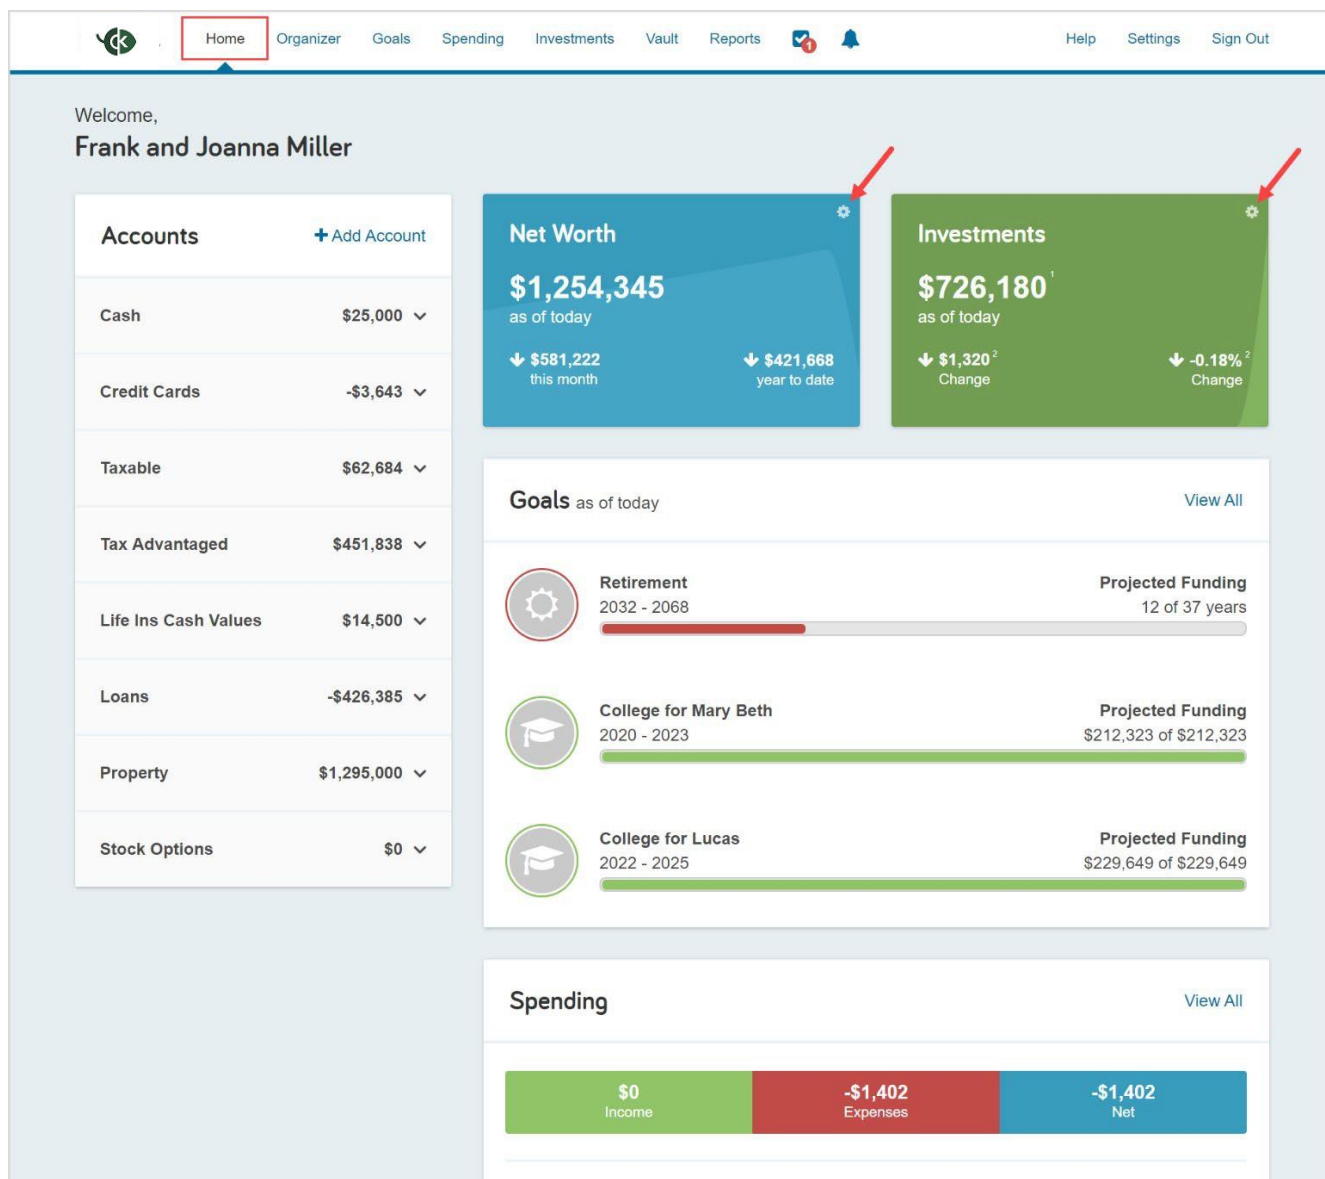 CK
Home Organizer Goals Spending Investments Vault Reports 1 Help Settings Sign Out
Welcome,
Frank and Joanna Miller
Accounts + Add Account
Cash $25,000
Credit Cards -$3,643
Taxable $62,684
Tax Advantaged $451,838
Life Ins Cash Values $14,500
Loans -$426,385
Property $1,295,000
Stock Options $0
Net Worth
$1,254,345
as of today
$581,222 $421,668
this month year to date
Investments
$726,180 1
as of today
$1,320 2 -0.18% 2
Change Change
Goals as of today View All
Retirement Projected Funding
2032 - 2068 12 of 37 years
College for Mary Beth Projected Funding
2020 - 2023 $212,323 of $212,323
College for Lucas Projected Funding
2022 - 2025 $229,649 of $229,649
Spending View All
$0 -$1,402 -$1,402
Income Expenses Net